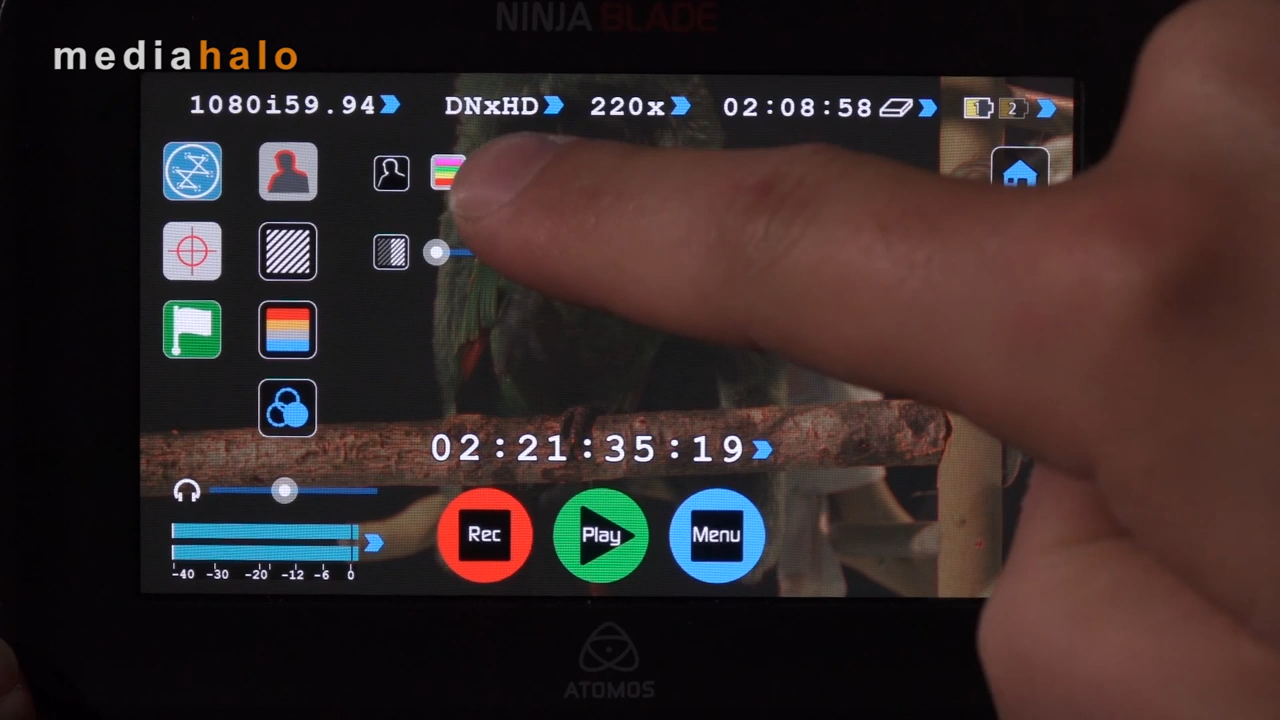 NINJA BLADE
mediahalo
1080i59.94 DNxHD 220x 02:08:58 1 2
02:21:35:19
Rec Play Menu
-40 -30 -20 -12 -6 0
ATOMOS